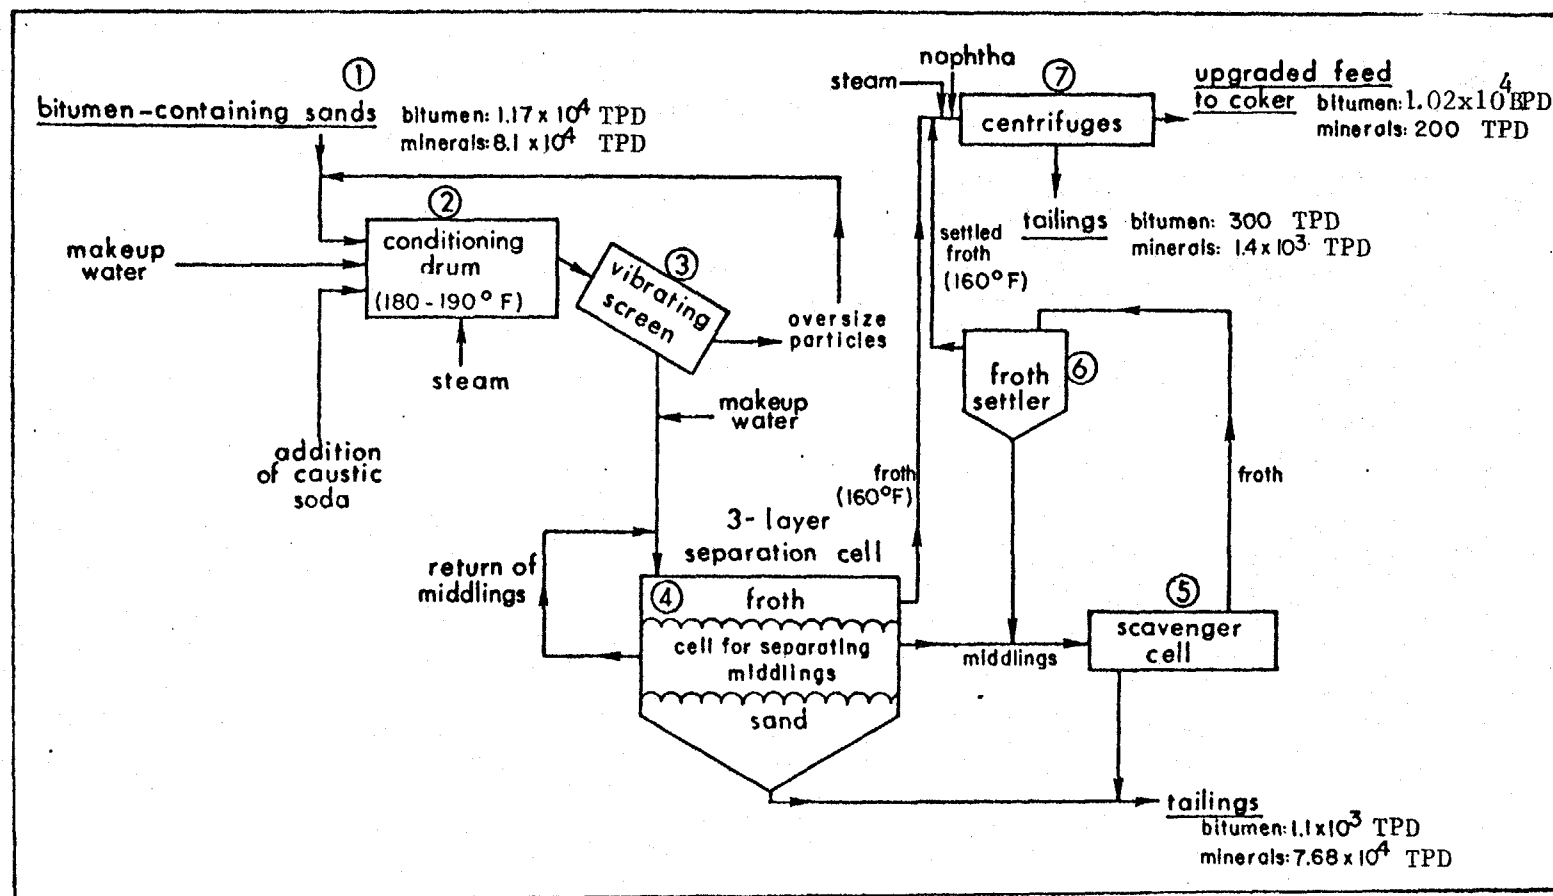 ①
bitumen-containing sands
bitumen: 1.17 x 10⁴ TPD
minerals: 8.1 x 10⁴ TPD
②
conditioning
drum
(180-190° F)
makeup
water
steam
addition
of caustic
soda
③
vibrating
screen
oversize
particles
makeup
water
return of
middlings
3-layer
separation cell
④
froth
cell for separating
middlings
sand
froth
(160°F)
middlings
⑤
scavenger
cell
froth
⑥
froth
settler
settled
froth
(160° F)
naphtha
steam
⑦
centrifuges
upgraded feed
to coker
bitumen: 1.02x10⁴ BPD
minerals: 200 TPD
tailings
bitumen: 300 TPD
minerals: 1.4 x 10³ TPD
tailings
bitumen: 1.1 x 10³ TPD
minerals: 7.68 x 10⁴ TPD